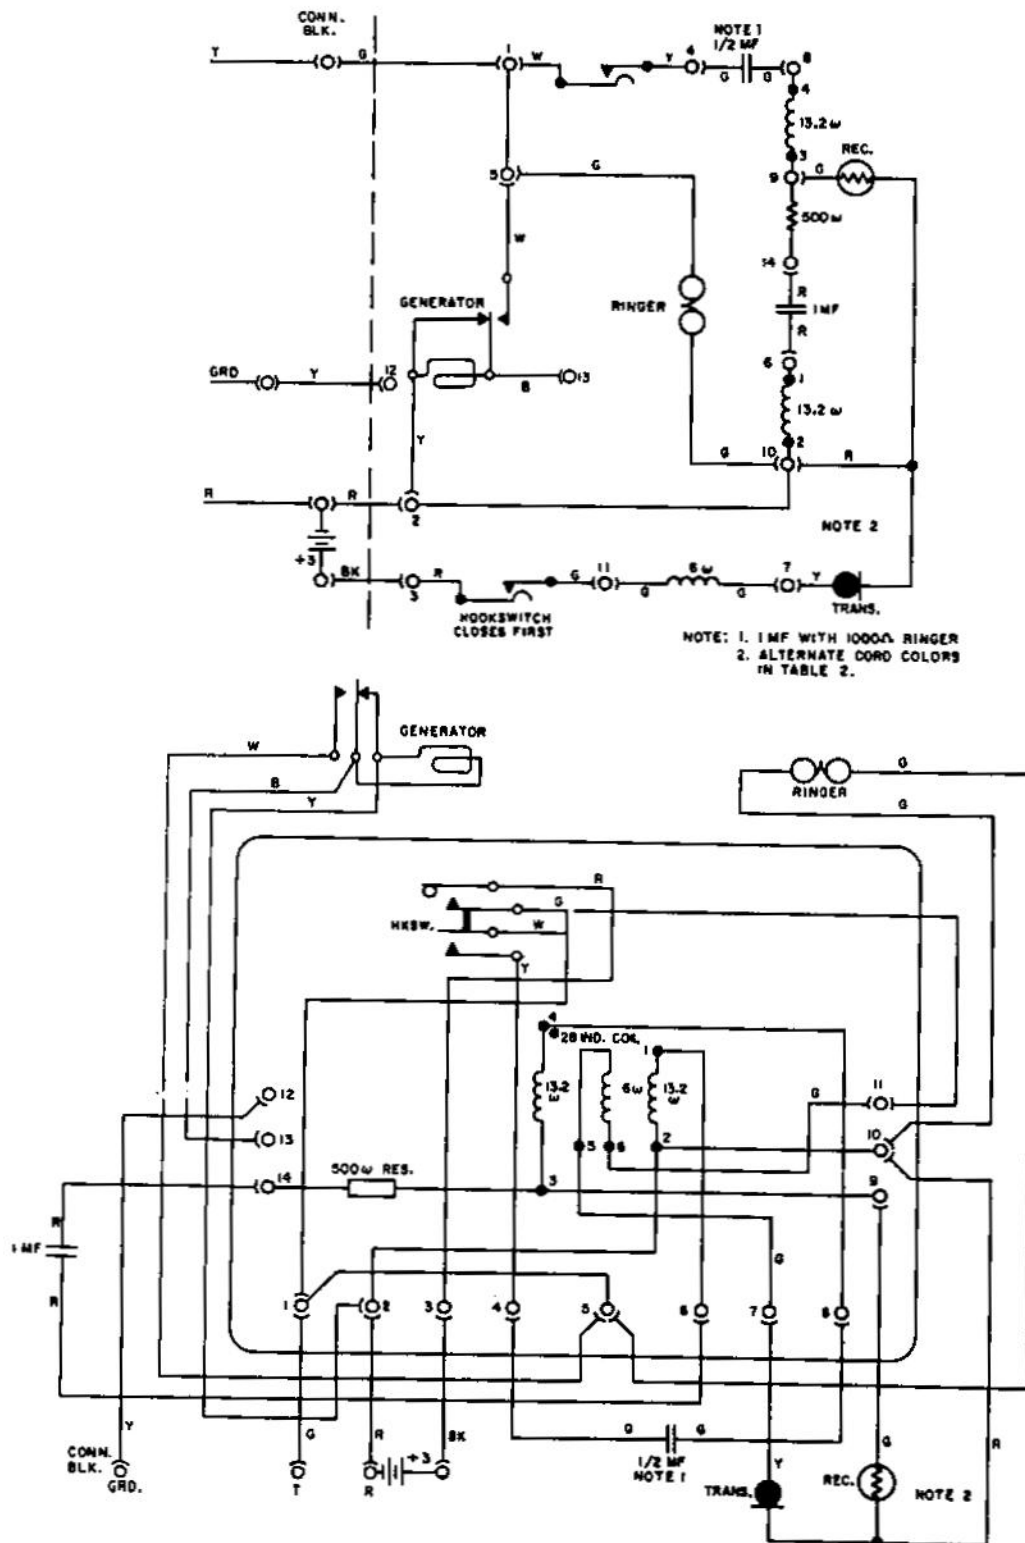 CONN.
BLK.
NOTE 1
1/2 MF
Y
G
1
W
Y
4
G
G
8
4
13.2 ω
3
REC.
5
G
9
G
500 ω
W
14
GENERATOR
RINGER
R
1 MF
R
GRD
Y
12
B
13
6
1
13.2 ω
Y
2
G
10
R
R
R
2
NOTE 2
+3
BK
3
R
G
11
G
6 ω
G
7
Y
HOOKSWITCH
CLOSES FIRST
TRANS.
NOTE: 1. 1 MF WITH 1000Ω RINGER
2. ALTERNATE CORD COLORS
IN TABLE 2.
GENERATOR
W
B
Y
G
RINGER
G
R
G
HKSW.
W
Y
4
28 IND. COIL
1
13.2
ω
6 ω
13.2
ω
12
G
11
13
5
6
2
10
14
500 ω RES.
3
9
R
1 MF
G
R
1
2
3
4
5
6
7
8
Y
G
R
BK
G
G
G
R
CONN.
BLK.
GRD.
T
R
+3
1/2 MF
NOTE 1
Y
TRANS.
REC.
NOTE 2